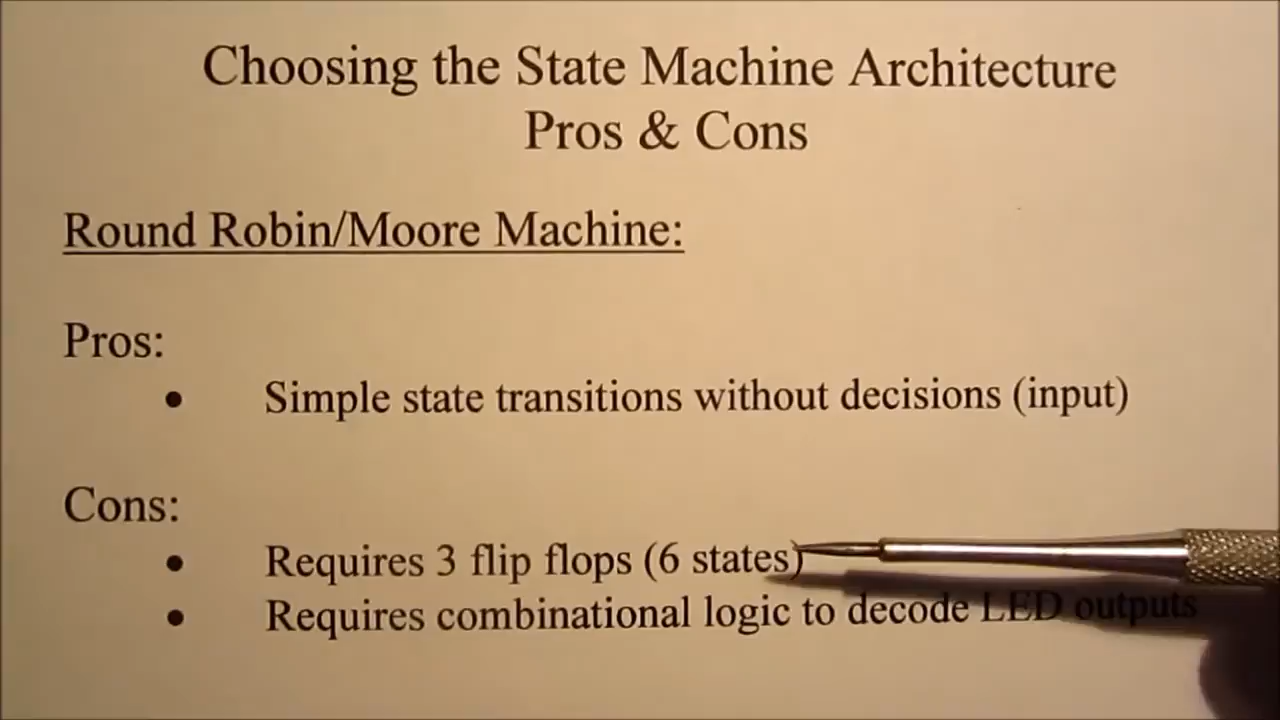 Choosing the State Machine Architecture
Pros & Cons
Round Robin/Moore Machine:
Pros:
• Simple state transitions without decisions (input)
Cons:
• Requires 3 flip flops (6 states)
• Requires combinational logic to decode LED outputs